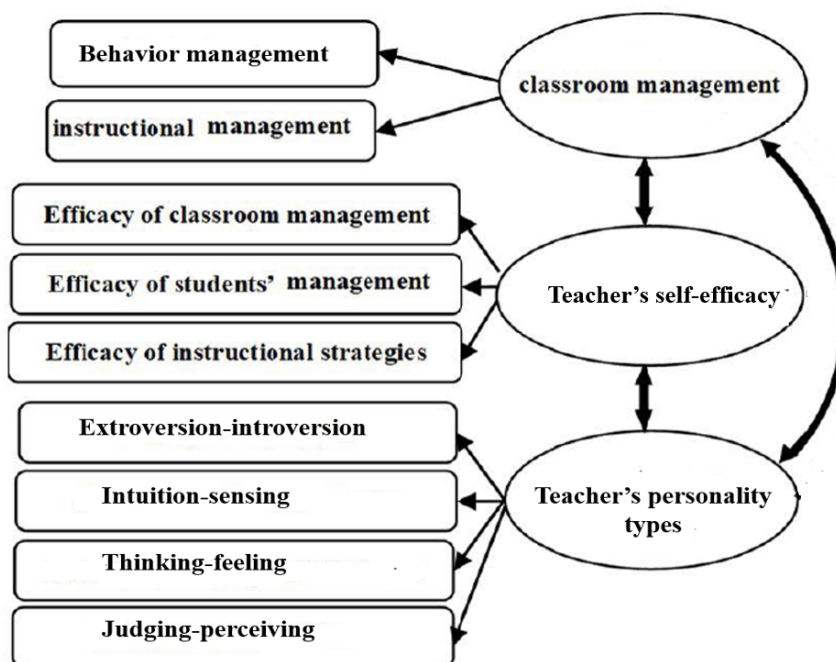 Behavior management
classroom management
instructional management
Efficacy of classroom management
Efficacy of students’ management
Teacher’s self-efficacy
Efficacy of instructional strategies
Extroversion-introversion
Intuition-sensing
Teacher’s personality
types
Thinking-feeling
Judging-perceiving